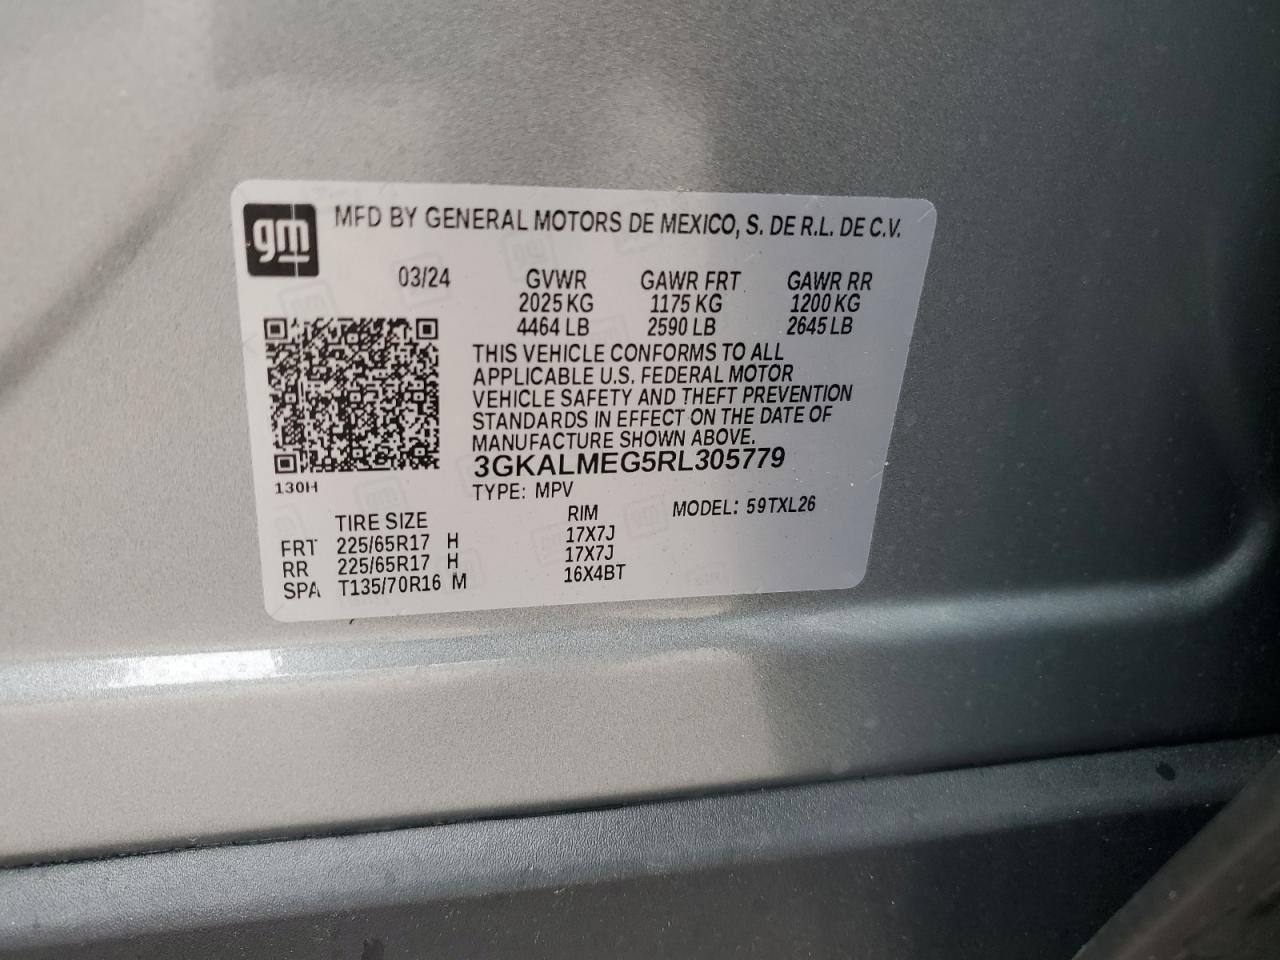 gm
MFD BY GENERAL MOTORS DE MEXICO, S. DE R.L. DE C.V.
03/24 GVWR GAWR FRT GAWR RR
2025 KG 1175 KG 1200 KG
4464 LB 2590 LB 2645 LB
THIS VEHICLE CONFORMS TO ALL
APPLICABLE U.S. FEDERAL MOTOR
VEHICLE SAFETY AND THEFT PREVENTION
STANDARDS IN EFFECT ON THE DATE OF
MANUFACTURE SHOWN ABOVE.
3GKALMEG5RL305779
130H
TYPE: MPV MODEL: 59TXL26
TIRE SIZE RIM
FRT 225/65R17 H 17X7J
RR 225/65R17 H 17X7J
SPA T135/70R16 M 16X4BT